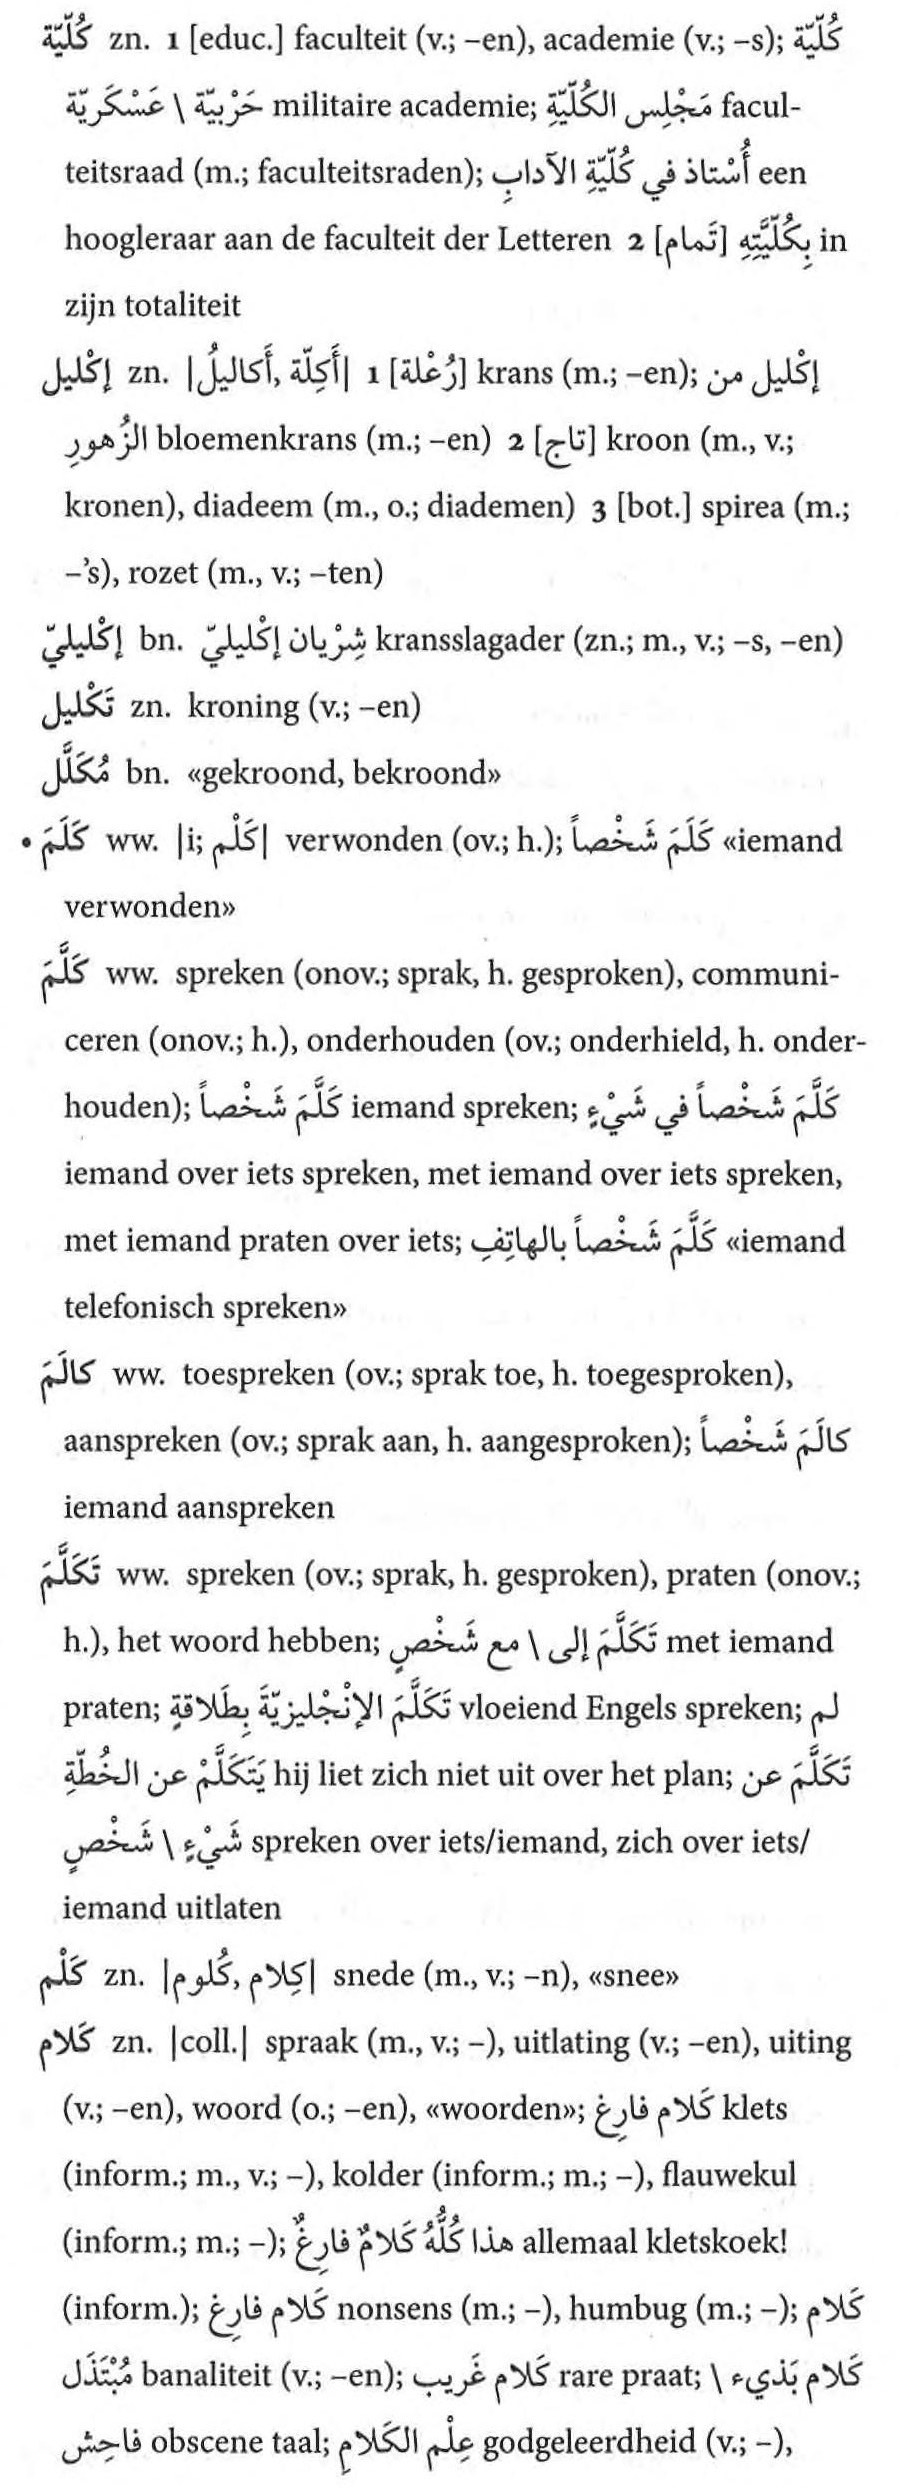 كُلّيّة zn. 1 [educ.] faculteit (v.; –en), academie (v.; –s); كُلّيّة
حَرْبيّة \ عَسْكَريّة militaire academie; مَجْلِس الكُلّيّةِ facul-
teitsraad (m.; faculteitsraden); أُسْتاذ في كُلّيّةِ الآدابِ een
hoogleraar aan de faculteit der Letteren 2 [تَمام] بِكُلّيَّتِهِ in
zijn totaliteit
إكْليل zn. |أَكِلّة, أَكاليلُ| 1 [زُغْلة] krans (m.; –en); إكْليل من
الزُهورِ bloemenkrans (m.; –en) 2 [تاج] kroon (m., v.;
kronen), diadeem (m., o.; diademen) 3 [bot.] spirea (m.;
–’s), rozet (m., v.; –ten)
إكْليليّ bn. شِرْيان إكْليليّ kransslagader (zn.; m., v.; –s, –en)
تَكْليل zn. kroning (v.; –en)
مُكَلَّل bn. «gekroond, bekroond»
• كَلَمَ ww. |i; كَلْم| verwonden (ov.; h.); كَلَمَ شَخْصاً «iemand
verwonden»
كَلَّمَ ww. spreken (onov.; sprak, h. gesproken), communi-
ceren (onov.; h.), onderhouden (ov.; onderhield, h. onder-
houden); كَلَّمَ شَخْصاً iemand spreken; كَلَّمَ شَخْصاً في شَيْءٍ
iemand over iets spreken, met iemand over iets spreken,
met iemand praten over iets; كَلَّمَ شَخْصاً بالهاتِفِ «iemand
telefonisch spreken»
كالَمَ ww. toespreken (ov.; sprak toe, h. toegesproken),
aanspreken (ov.; sprak aan, h. aangesproken); كالَمَ شَخْصاً
iemand aanspreken
تَكَلَّمَ ww. spreken (ov.; sprak, h. gesproken), praten (onov.;
h.), het woord hebben; تَكَلَّمَ إلى \ مع شَخْصٍ met iemand
praten; تَكَلَّمَ الإنْجْليزيّةَ بِطَلاقةٍ vloeiend Engels spreken; لم
يَتَكَلَّمْ عن الخُطّةِ hij liet zich niet uit over het plan; تَكَلَّمَ عن
شَيْءٍ \ شَخْصٍ spreken over iets/iemand, zich over iets/
iemand uitlaten
كَلْم zn. |كِلام, كُلوم| snede (m., v.; –n), «snee»
كَلام zn. |coll.| spraak (m., v.; –), uitlating (v.; –en), uiting
(v.; –en), woord (o.; –en), «woorden»; كَلام فارِغ klets
(inform.; m., v.; –), kolder (inform.; m.; –), flauwekul
(inform.; m.; –); هذا كُلُّهُ كَلامٌ فارِغٌ allemaal kletskoek!
(inform.); كَلام فارِغ nonsens (m.; –), humbug (m.; –); كَلام
مُبْتَذَل banaliteit (v.; –en); كَلام غَريب rare praat; كَلام بَذيء \
فاحِش obscene taal; عِلْم الكَلامِ godgeleerdheid (v.; –),